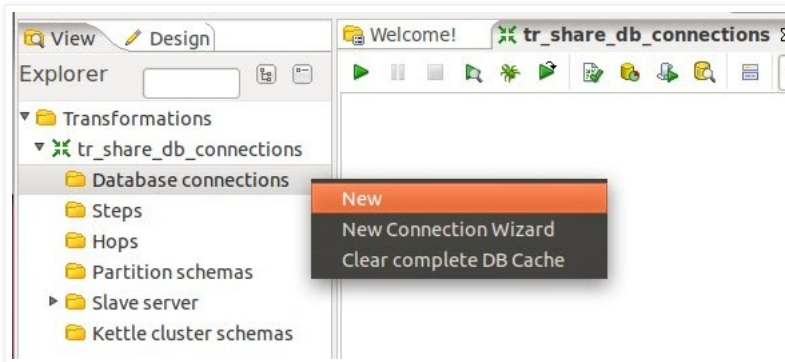 View Design
Welcome! tr_share_db_connections
Explorer
Transformations
tr_share_db_connections
Database connections
Steps
Hops
Partition schemas
Slave server
Kettle cluster schemas
New
New Connection Wizard
Clear complete DB Cache